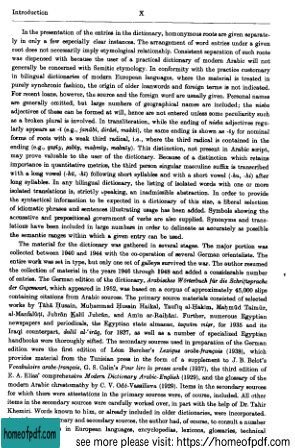 Introduction X
In the presentation of the entries in the dictionary, homonymous roots are given separate-
ly in only a few especially clear instances. The arrangement of word entries under a given
root does not necessarily imply etymological relationship. Consistent separation of such roots
was dispensed with because the user of a practical dictionary of modern Arabic will not
generally be concerned with Semitic etymology. In conformity with the practice customary
in bilingual dictionaries of modern European languages, where the material is treated in
purely synchronic fashion, the origin of older loanwords and foreign terms is not indicated.
For recent loans, however, the source and the foreign word are usually given. Personal names
are generally omitted, but large numbers of geographical names are included; the nisba
adjectives of these can be formed at will, hence are not entered unless some peculiarity such
as a broken plural is involved. In transliteration, while the ending of nisba adjectives regu-
larly appears as -ī (e.g., janūbī, dirāsī, makkī), the same ending is shown as -īy for nominal
forms of roots with a weak third radical, i.e., where the third radical is contained in the
ending (e.g., This distinction, not present in Arabic script,
may prove valuable to the user of the dictionary. Because of a distinction which retains
importance in quantitative metrics, the third person singular masculine suffix is transcribed
with a long vowel (-hū, -hī) following short syllables and with a short vowel (-hu, -hi) after
long syllables. In any bilingual dictionary, the listing of isolated words with one or more
isolated translations is, strictly speaking, an inadmissible abstraction. In order to provide
the syntactical information to be expected in a dictionary of this size, a liberal selection
of idiomatic phrases and sentences illustrating usage has been added. Symbols showing the
accusative and prepositional government of verbs are also supplied. Synonyms and trans-
lations have been included in large numbers in order to delineate as accurately as possible
the semantic ranges within which a given entry can be used.
The material for the dictionary was gathered in several stages. The major portion was
collected between 1940 and 1944 with the co-operation of several German orientalists. The
entire work was set in type, but only one set of galleys survived the war. The author resumed
the collection of material in the years 1946 through 1948 and added a considerable number
of entries. The German edition of the dictionary, Arabisches Wörterbuch für die Schriftsprache
der Gegenwart, which appeared in 1952, was based on a corpus of approximately 45,000 slips
containing citations from Arabic sources. The primary source materials consisted of selected
works by Ṭāhā Ḥusain, Muḥammad Ḥusain Haikal, Taufīq al-Ḥakīm, Maḥmūd Taimūr,
al-Manfalūṭī, Jubrān Ḵalīl Jubrān, and Amīn ar-Raiḥānī. Further, numerous Egyptian
newspapers and periodicals, the Egyptian state almanac, taqwīm miṣr, for 1935 and its
Iraqi counterpart, dalīl al-ʿirāq, for 1937, as well as a number of specialized Egyptian
handbooks were thoroughly sifted. The secondary sources used in preparation of the German
edition were the first edition of Léon Bercher's Lexique arabe-français (1938), which
provides material from the Tunisian press in the form of a supplement to J. B. Belot's
Vocabulaire arabe-français, G. S. Colin's Pour lire la presse arabe (1937), the third edition of
E. A. Elias' comprehensive Modern Dictionary Arabic-English (1929), and the glossary of the
modern Arabic chrestomathy by C. V. Odé-Vassilieva (1929). Items in the secondary sources
for which there were attestations in the primary sources were, of course, included. All other
items in the secondary sources were carefully worked over, in part with the help of Dr. Tahir
Khemiri. Words known to him, or already included in older dictionaries, were incorporated.
primary and secondary sources, the author had, of course, to consult a number
in European languages, encyclopedias, lexicons, glossaries, technical
homeofpdf.com
see more please visit: https://homeofpdf.com